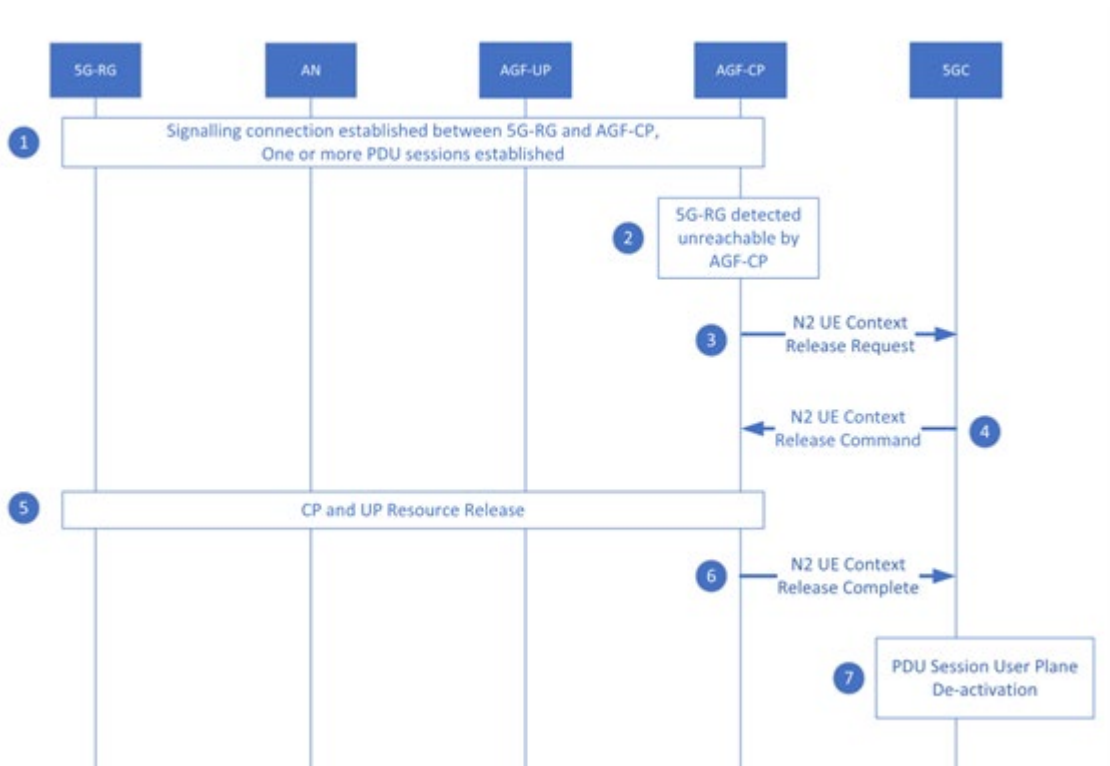 5G-RG
AN
AGF-UP
AGF-CP
5GC
1
Signalling connection established between 5G-RG and AGF-CP,
One or more PDU sessions established
2
5G-RG detected
unreachable by
AGF-CP
3
N2 UE Context
Release Request
N2 UE Context
Release Command
4
5
CP and UP Resource Release
6
N2 UE Context
Release Complete
7
PDU Session User Plane
De-activation